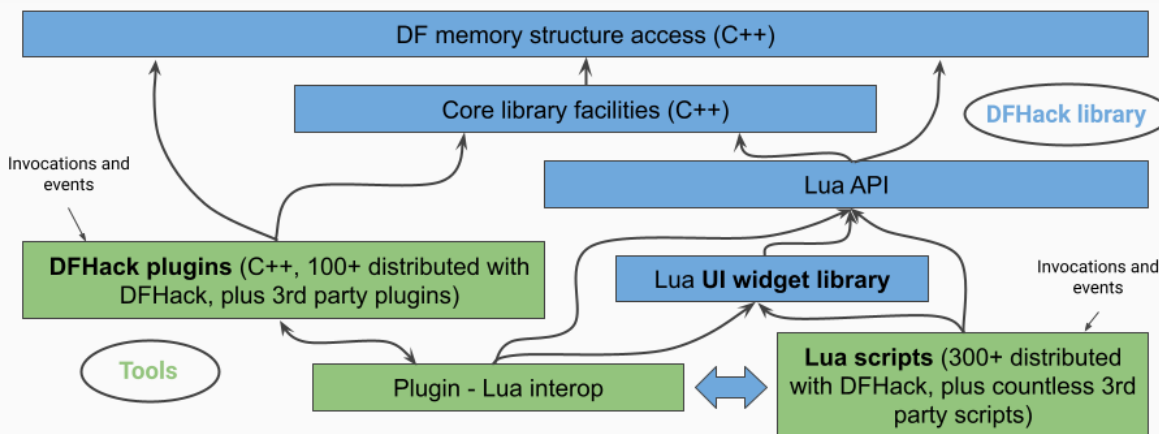 DF memory structure access (C++)
Core library facilities (C++)
DFHack library
Invocations and
events
Lua API
DFHack plugins (C++, 100+ distributed with
DFHack, plus 3rd party plugins)
Lua UI widget library
Invocations and
events
Tools
Plugin - Lua interop
Lua scripts (300+ distributed
with DFHack, plus countless 3rd
party scripts)